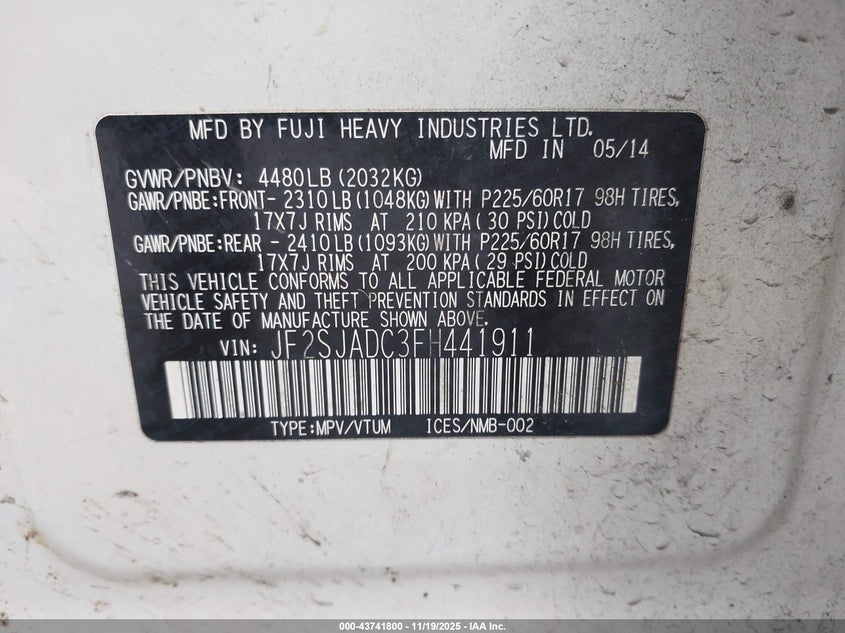 MFD BY FUJI HEAVY INDUSTRIES LTD.
MFD IN 05/14
GVWR/PNBV: 4480LB(2032KG)
GAWR/PNBE:FRONT- 2310LB(1048KG)WITH P225/60R17 98H TIRES,
17X7J RIMS AT 210 KPA( 30 PSI)COLD
GAWR/PNBE:REAR - 2410LB(1093KG)WITH P225/60R17 98H TIRES,
17X7J RIMS AT 200 KPA( 29 PSI)COLD
THIS VEHICLE CONFORMS TO ALL APPLICABLE FEDERAL MOTOR
VEHICLE SAFETY AND THEFT PREVENTION STANDARDS IN EFFECT ON
THE DATE OF MANUFACTURE SHOWN ABOVE.
VIN: JF2SJADC3FH441911
TYPE:MPV/VTUM ICES/NMB-002
000-43741800 - 11/19/2025 - IAA Inc.